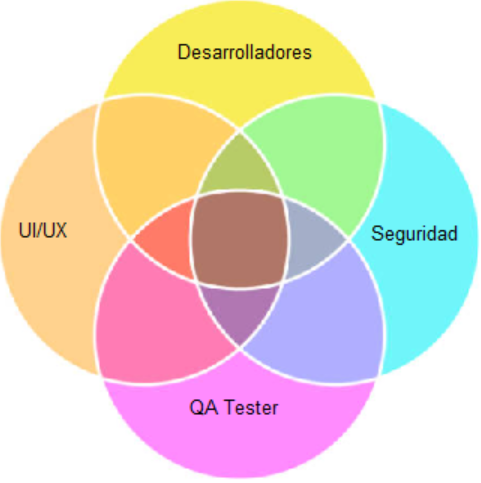 Desarrolladores
UI/UX
Seguridad
QA Tester